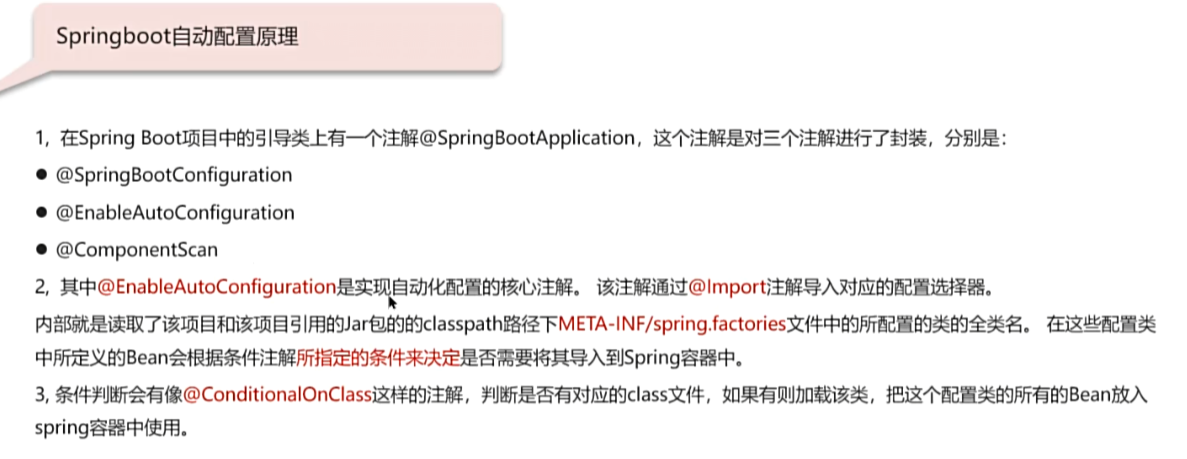 Springboot自动配置原理
1, 在Spring Boot项目中的引导类上有一个注解@SpringBootApplication，这个注解是对三个注解进行了封装，分别是：
● @SpringBootConfiguration
● @EnableAutoConfiguration
● @ComponentScan
2, 其中@EnableAutoConfiguration是实现自动化配置的核心注解。 该注解通过@Import注解导入对应的配置选择器。
内部就是读取了该项目和该项目引用的Jar包的的classpath路径下META-INF/spring.factories文件中的所配置的类的全类名。 在这些配置类
中所定义的Bean会根据条件注解所指定的条件来决定是否需要将其导入到Spring容器中。
3, 条件判断会有像@ConditionalOnClass这样的注解，判断是否有对应的class文件，如果有则加载该类，把这个配置类的所有的Bean放入
spring容器中使用。